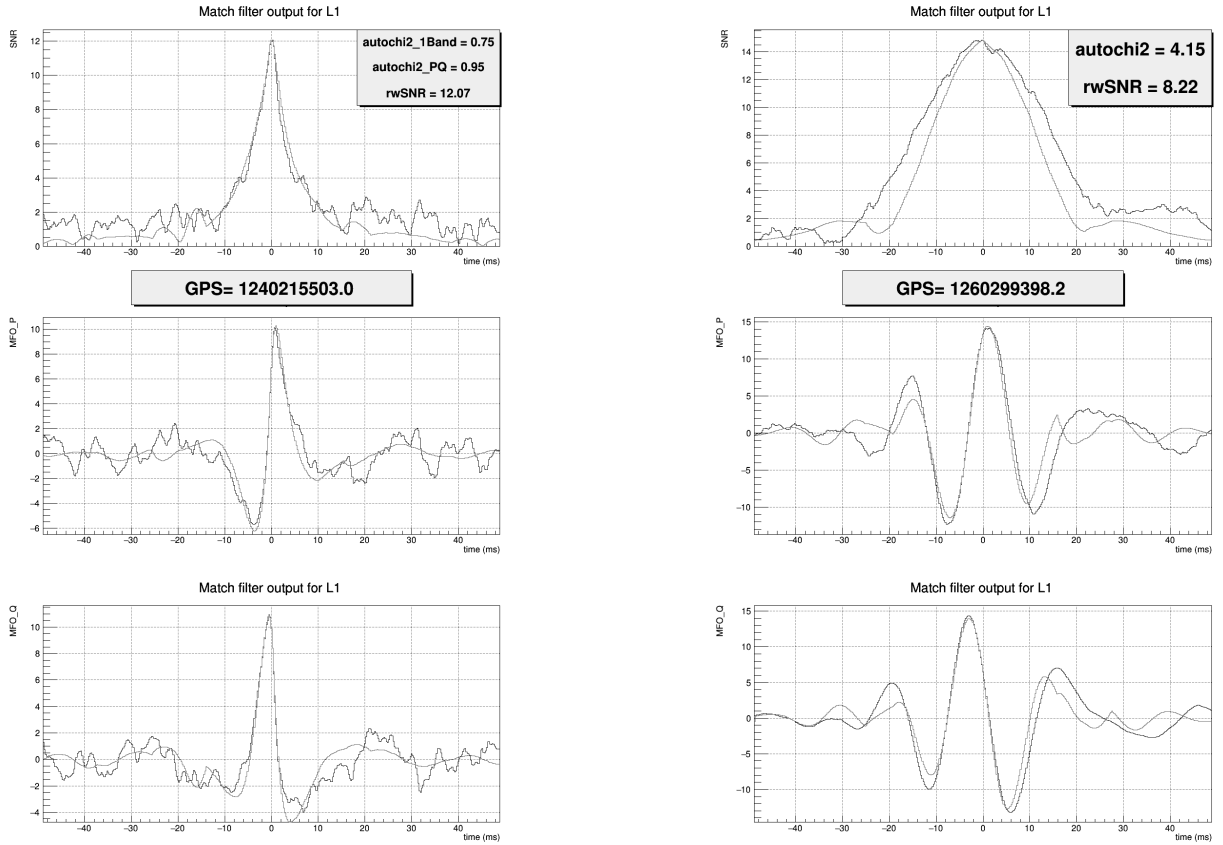 Match filter output for L1
SNR
12
10
8
6
4
2
0
autochi2_1Band = 0.75
autochi2_PQ = 0.95
rwSNR = 12.07
−40 −30 −20 −10 0 10 20 30 40
time (ms)
GPS= 1240215503.0
MFO_P
10
8
6
4
2
0
−2
−4
−6
−40 −30 −20 −10 0 10 20 30 40
time (ms)
Match filter output for L1
MFO_Q
10
8
6
4
2
0
−2
−4
−40 −30 −20 −10 0 10 20 30 40
time (ms)
Match filter output for L1
SNR
14
12
10
8
6
4
2
0
autochi2 = 4.15
rwSNR = 8.22
−40 −30 −20 −10 0 10 20 30 40
time (ms)
GPS= 1260299398.2
MFO_P
15
10
5
0
−5
−10
−40 −30 −20 −10 0 10 20 30 40
time (ms)
Match filter output for L1
MFO_Q
15
10
5
0
−5
−10
−40 −30 −20 −10 0 10 20 30 40
time (ms)